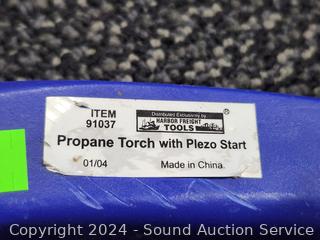 ITEM
91037
Distributed Exclusively by
HARBOR FREIGHT
TOOLS
®
Propane Torch with Plezo Start
01/04 Made in China.
Copyright 2024 - Sound Auction Service